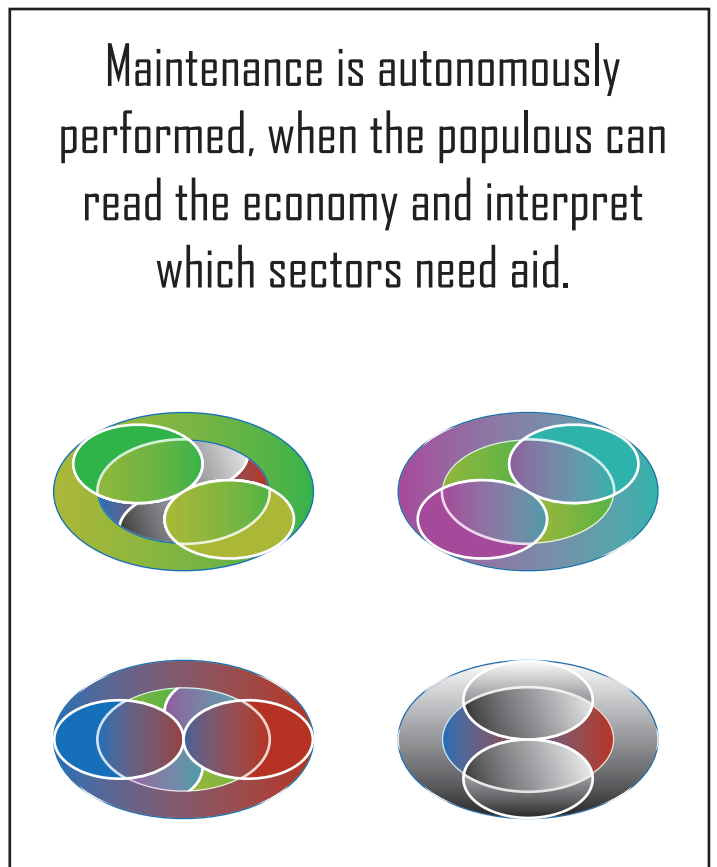 Maintenance is autonomously
performed, when the populous can
read the economy and interpret
which sectors need aid.